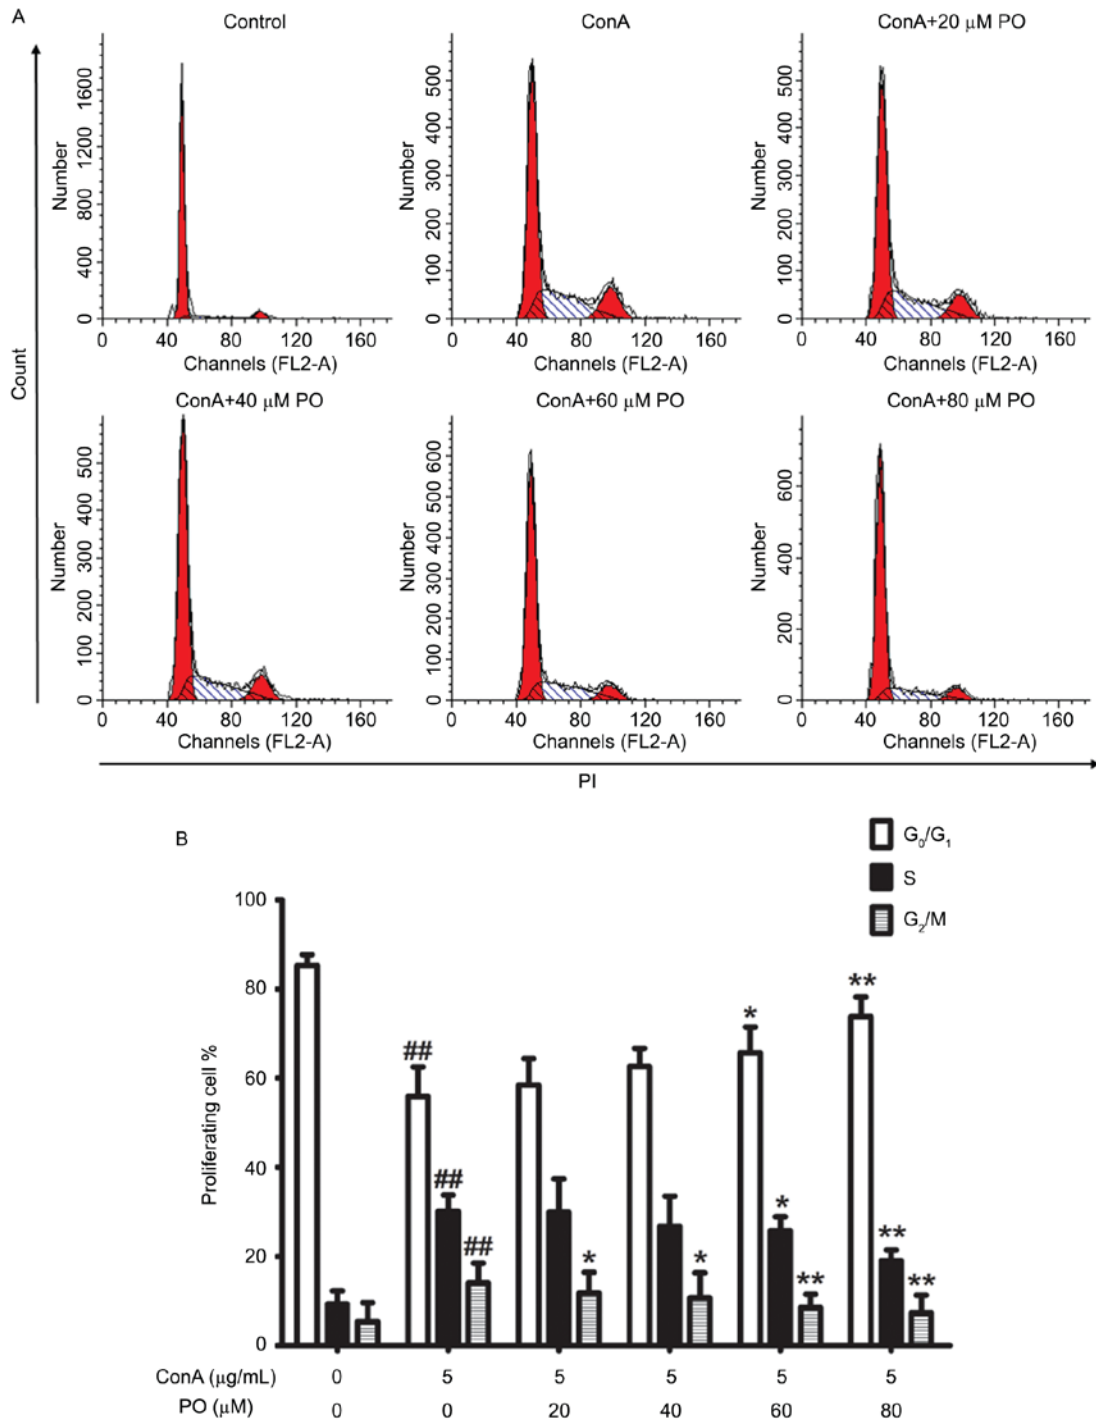 A
Control
ConA
ConA+20 μM PO
Number
1600
1200
800
400
0
0 40 80 120 160
Channels (FL2-A)
Number
500
400
300
200
100
0
0 40 80 120 160
Channels (FL2-A)
Number
500
400
300
200
100
0
0 40 80 120 160
Channels (FL2-A)
Count
ConA+40 μM PO
ConA+60 μM PO
ConA+80 μM PO
Number
500
400
300
200
100
0
0 40 80 120 160
Channels (FL2-A)
Number
600
500
400
300
200
100
0
0 40 80 120 160
Channels (FL2-A)
Number
600
400
200
0
0 40 80 120 160
Channels (FL2-A)
PI
B
G₀/G₁
S
G₂/M
Proliferating cell %
100
80
60
40
20
0
## ## ##
*
*
* * **
** ** **
ConA (μg/mL) 0 5 5 5 5 5
PO (μM) 0 0 20 40 60 80